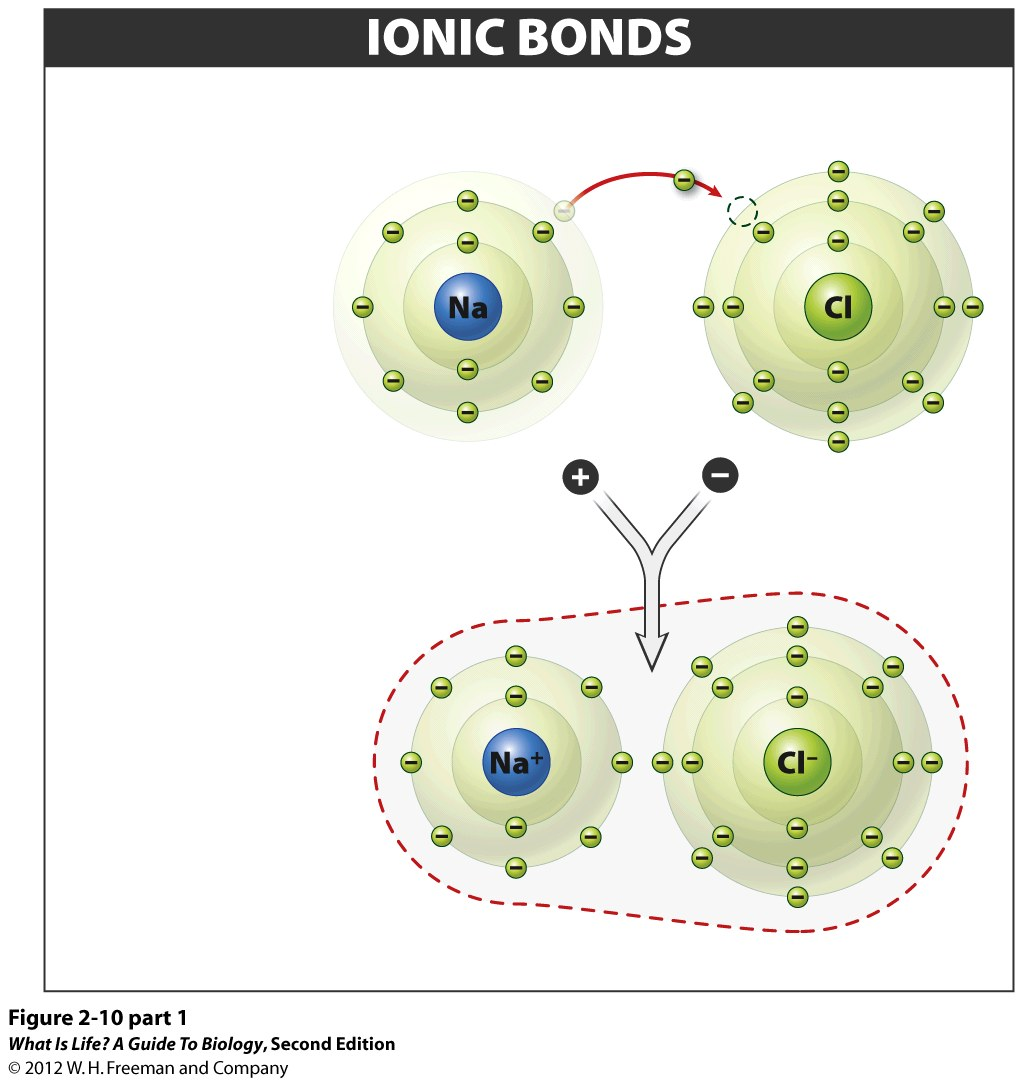 IONIC BONDS
Na
Cl
+
−
Na⁺
Cl⁻
Figure 2-10 part 1
What Is Life? A Guide To Biology, Second Edition
© 2012 W. H. Freeman and Company